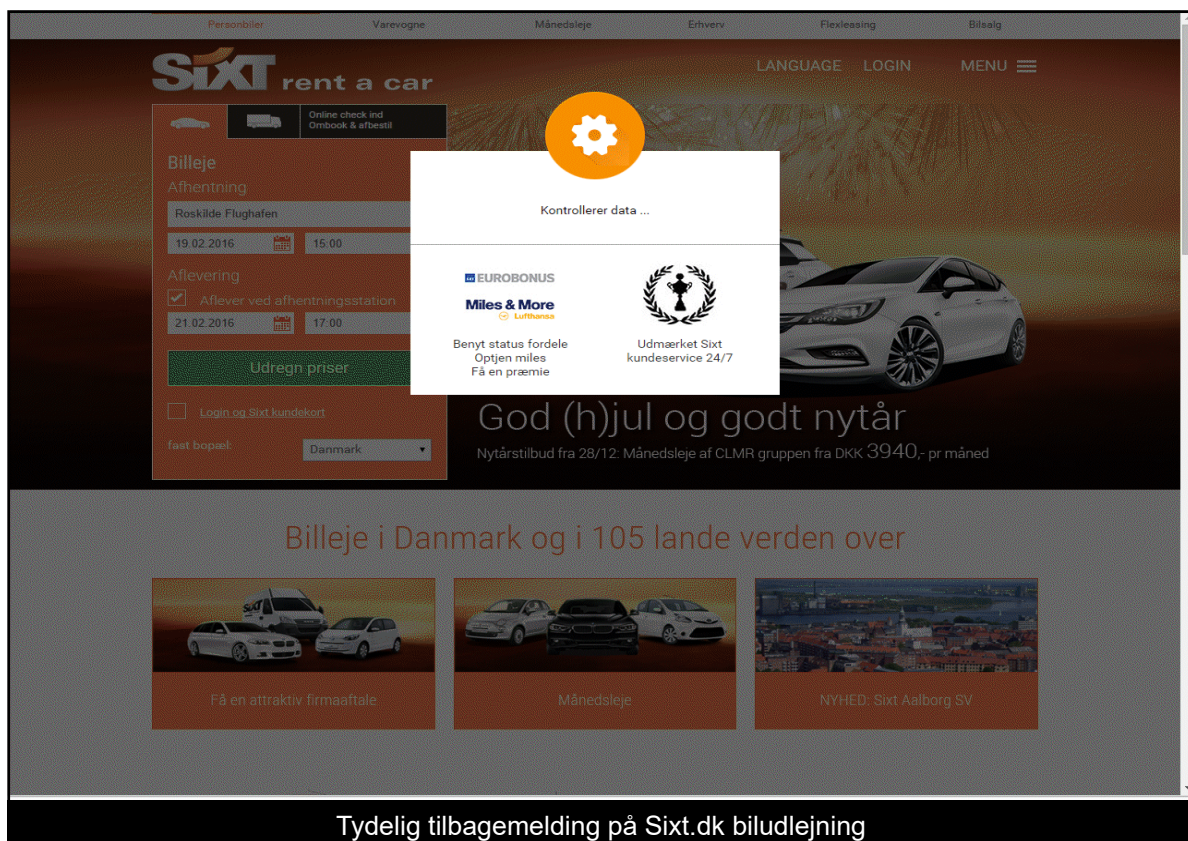 Personbiler Varevogne Månedsleje Erhverv Flexleasing Bilsalg
SiXT rent a car
LANGUAGE LOGIN MENU
Online check ind
Ombook & afbestil
Billeje
Afhentning
Roskilde Flughafen
19.02.2016 15:00
Aflevering
Aflever ved afhentningsstation
21.02.2016 17:00
Udregn priser
Login og Sixt kundekort
fast bopæl: Danmark
Kontrollerer data ...
SAS EUROBONUS
Miles & More
Lufthansa
Benyt status fordele
Optjen miles
Få en præmie
Udmærket Sixt
kundeservice 24/7
God (h)jul og godt nytår
Nytårstilbud fra 28/12: Månedsleje af CLMR gruppen fra DKK 3940,- pr måned
Billeje i Danmark og i 105 lande verden over
Få en attraktiv firmaaftale
Månedsleje
NYHED: Sixt Aalborg SV
Tydelig tilbagemelding på Sixt.dk biludlejning